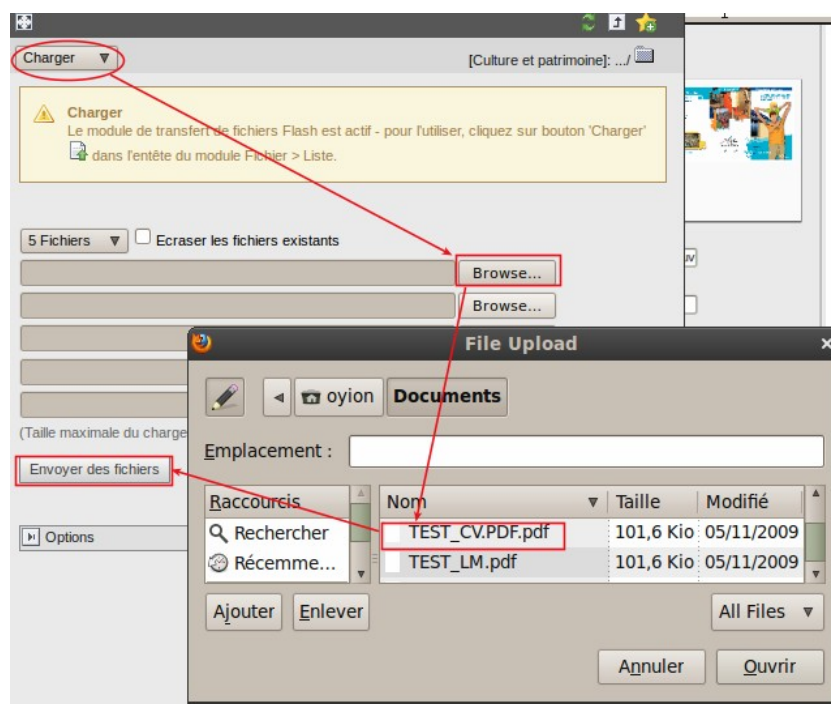 Charger
[Culture et patrimoine]: .../
Charger
Le module de transfert de fichiers Flash est actif - pour l'utiliser, cliquez sur bouton 'Charger'
dans l'entête du module Fichier > Liste.
5 Fichiers
Ecraser les fichiers existants
Browse...
Browse...
File Upload
oyion
Documents
Emplacement :
(Taille maximale du charge
Envoyer des fichiers
Raccourcis
Nom
Taille
Modifié
Rechercher
TEST_CV.PDF.pdf
101,6 Kio
05/11/2009
Récemme...
TEST_LM.pdf
101,6 Kio
05/11/2009
Options
Ajouter
Enlever
All Files
Annuler
Ouvrir